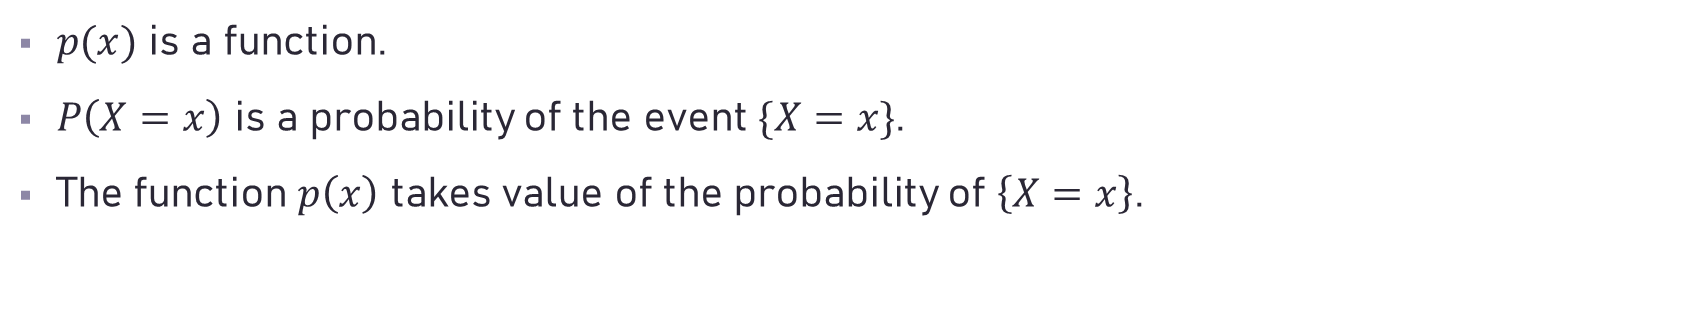 ▪ p(x) is a function.
▪ P(X = x) is a probability of the event {X = x}.
▪ The function p(x) takes value of the probability of {X = x}.